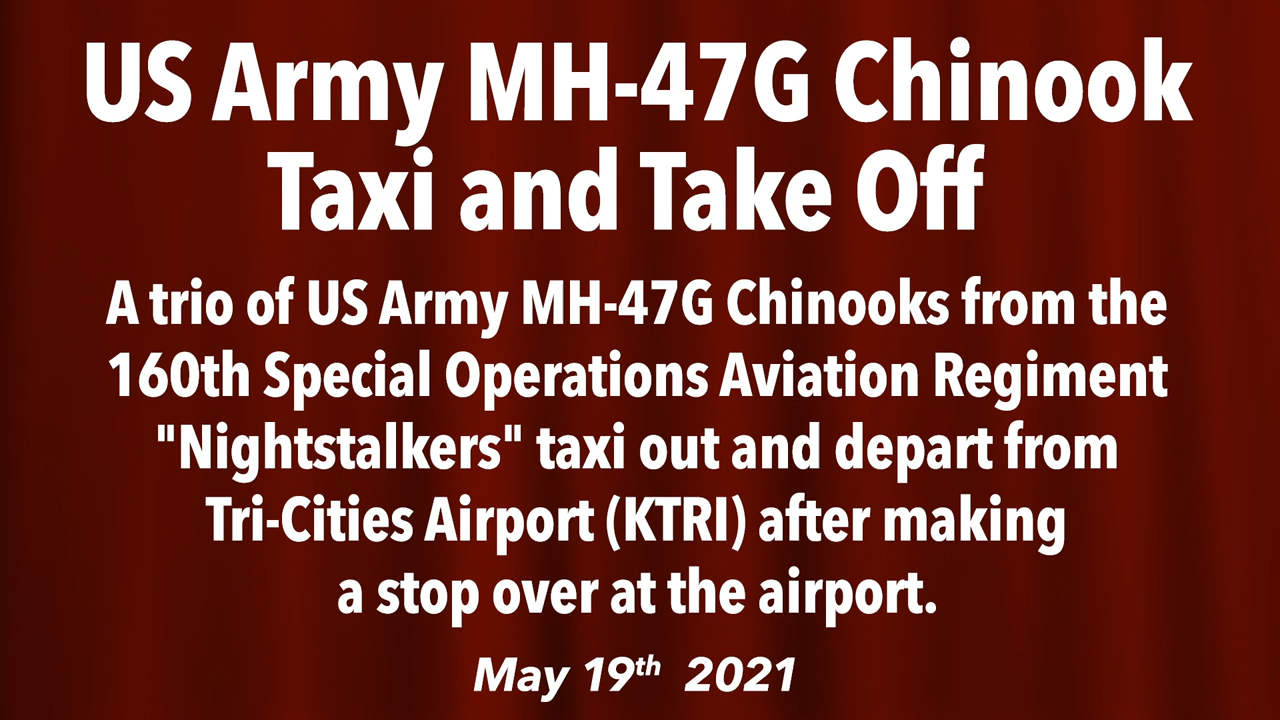 US Army MH-47G Chinook
Taxi and Take Off
A trio of US Army MH-47G Chinooks from the
160th Special Operations Aviation Regiment
"Nightstalkers" taxi out and depart from
Tri-Cities Airport (KTRI) after making
a stop over at the airport.
May 19th 2021